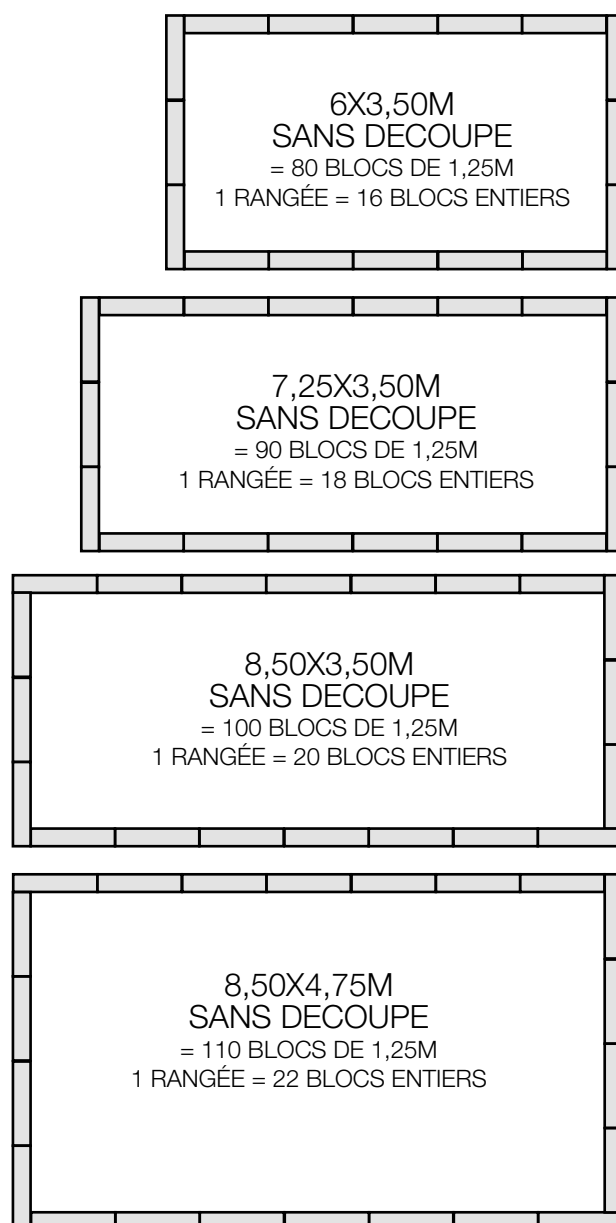 6X3,50M
SANS DECOUPE
= 80 BLOCS DE 1,25M
1 RANGÉE = 16 BLOCS ENTIERS
7,25X3,50M
SANS DECOUPE
= 90 BLOCS DE 1,25M
1 RANGÉE = 18 BLOCS ENTIERS
8,50X3,50M
SANS DECOUPE
= 100 BLOCS DE 1,25M
1 RANGÉE = 20 BLOCS ENTIERS
8,50X4,75M
SANS DECOUPE
= 110 BLOCS DE 1,25M
1 RANGÉE = 22 BLOCS ENTIERS